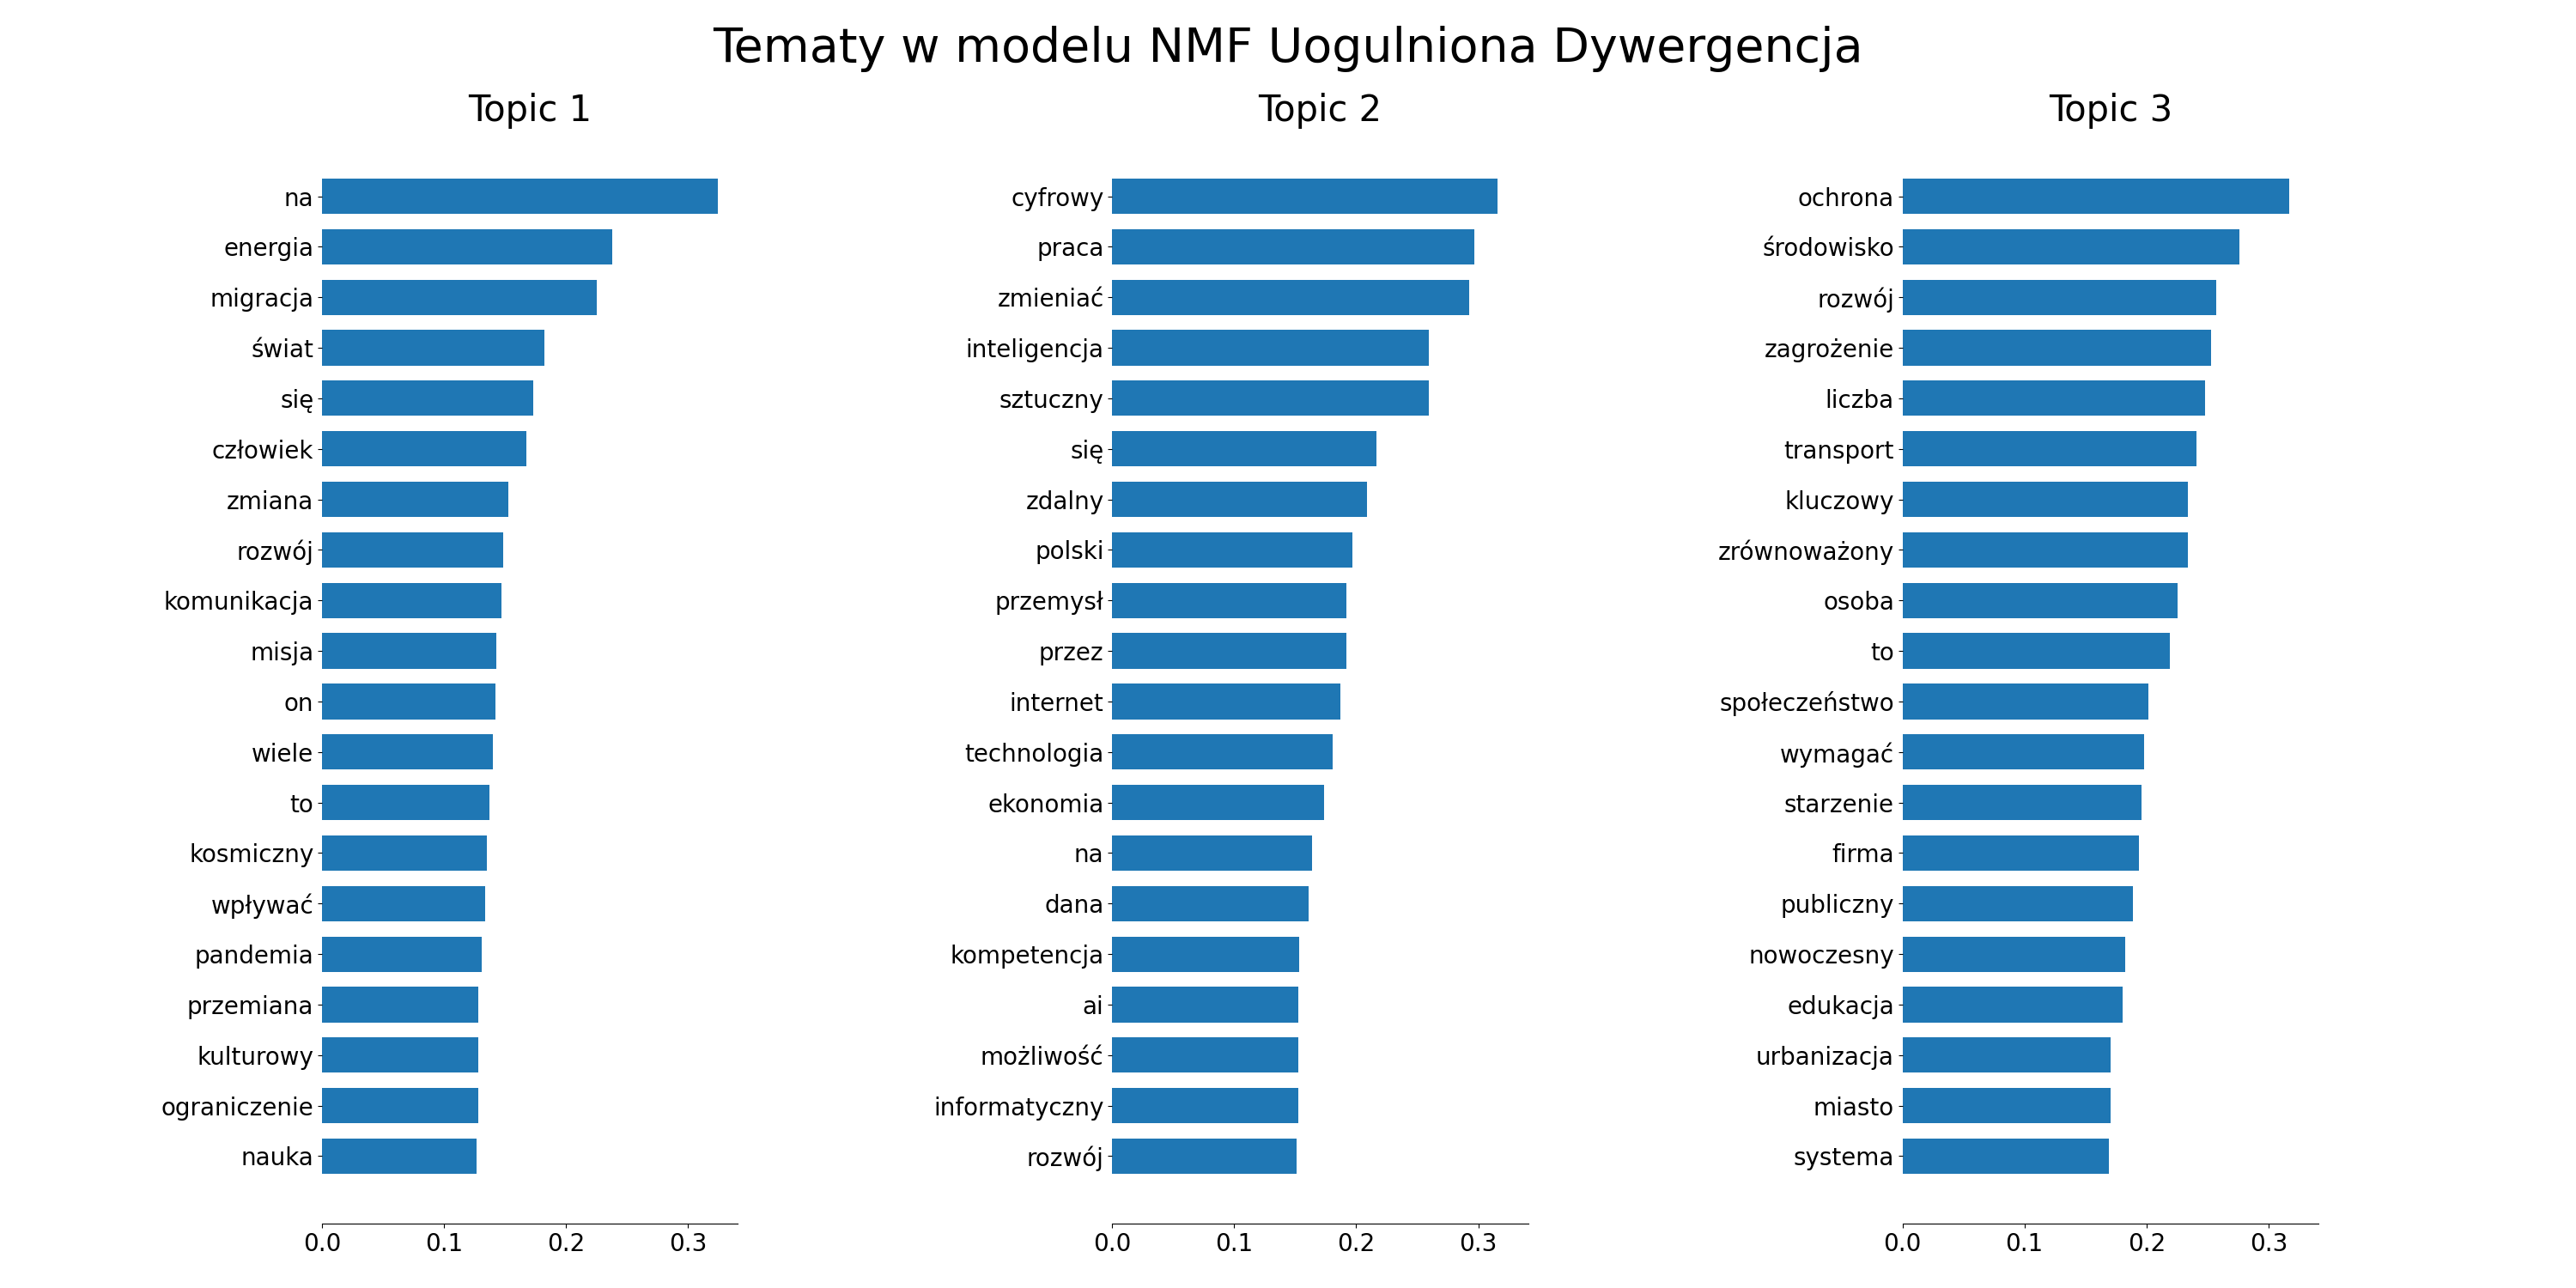 Tematy w modelu NMF Uogulniona Dywergencja
Topic 1
na
energia
migracja
świat
się
człowiek
zmiana
rozwój
komunikacja
misja
on
wiele
to
kosmiczny
wpływać
pandemia
przemiana
kulturowy
ograniczenie
nauka
0.0 0.1 0.2 0.3
Topic 2
cyfrowy
praca
zmieniać
inteligencja
sztuczny
się
zdalny
polski
przemysł
przez
internet
technologia
ekonomia
na
dana
kompetencja
ai
możliwość
informatyczny
rozwój
0.0 0.1 0.2 0.3
Topic 3
ochrona
środowisko
rozwój
zagrożenie
liczba
transport
kluczowy
zrównoważony
osoba
to
społeczeństwo
wymagać
starzenie
firma
publiczny
nowoczesny
edukacja
urbanizacja
miasto
systema
0.0 0.1 0.2 0.3